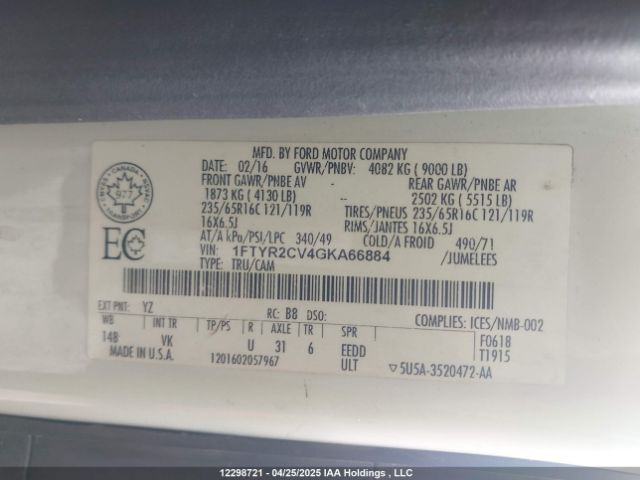 MFD. BY FORD MOTOR COMPANY
DATE: 02/16 GVWR/PNBV: 4082 KG ( 9000 LB)
FRONT GAWR/PNBE AV REAR GAWR/PNBE AR
1873 KG ( 4130 LB) 2502 KG ( 5515 LB)
235/65R16C 121/119R TIRES/PNEUS 235/65R16C 121/119R
16X6.5J RIMS/JANTES 16X6.5J
AT/A kPa/PSI/LPC 340/49 COLD/A FROID 490/71
VIN: 1FTYR2CV4GKA66884 /JUMELEES
TYPE: TRU/CAM
CANADA
TRANSPORT
977
EC
EXT PNT: YZ RC: B8 DSO: COMPLIES: ICES/NMB-002
WB INT TR TP/PS R AXLE TR SPR F0618
148 VK U 31 6 EEDD T1915
MADE IN U.S.A. 1201602057967 ULT ▽5U5A-3520472-AA
12298721 - 04/25/2025 IAA Holdings , LLC